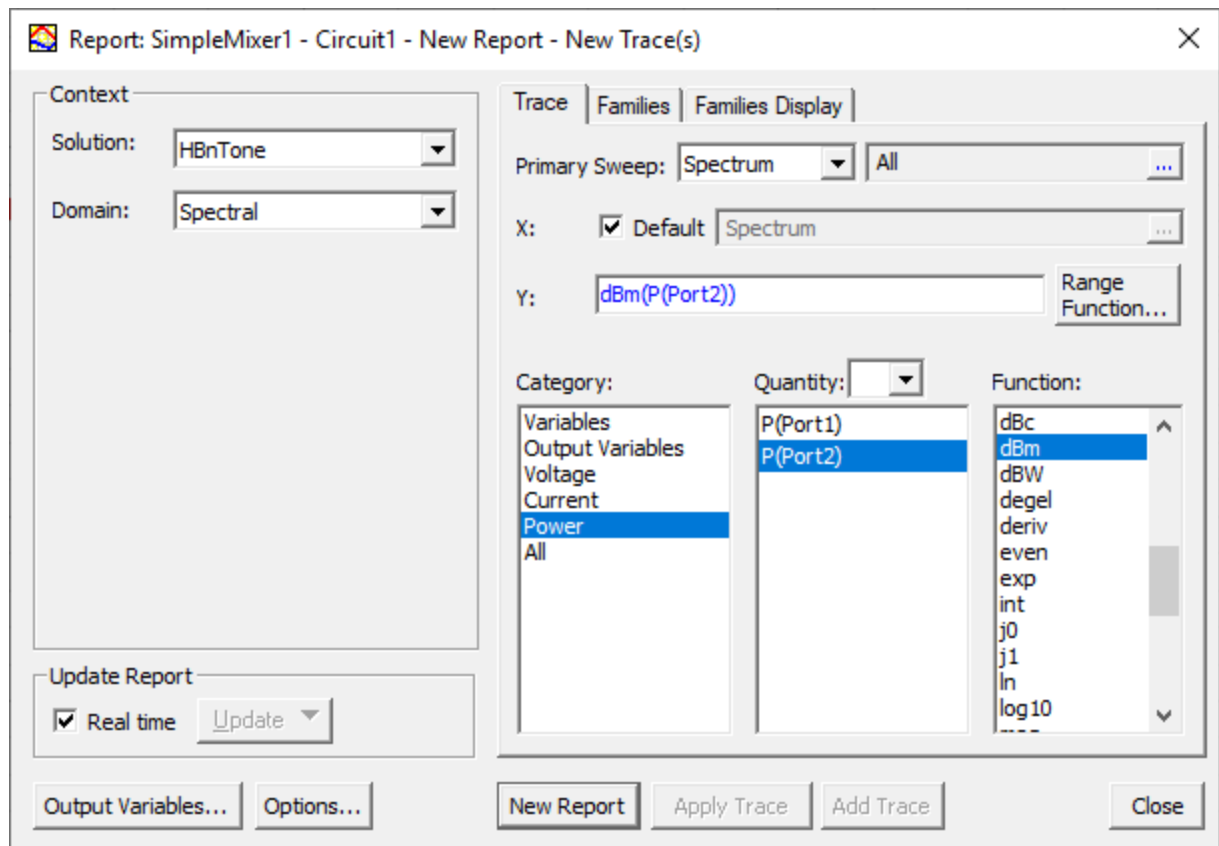 Report: SimpleMixer1 - Circuit1 - New Report - New Trace(s)
Context
Solution: HBnTone
Domain: Spectral
Update Report
Real time Update
Output Variables... Options...
Trace Families Families Display
Primary Sweep: Spectrum All ...
X: Default Spectrum ...
Y: dBm(P(Port2))
Range
Function...
Category:
Variables
Output Variables
Voltage
Current
Power
All
Quantity:
P(Port1)
P(Port2)
Function:
dBc
dBm
dBW
degel
deriv
even
exp
int
j0
j1
ln
log10
New Report Apply Trace Add Trace Close